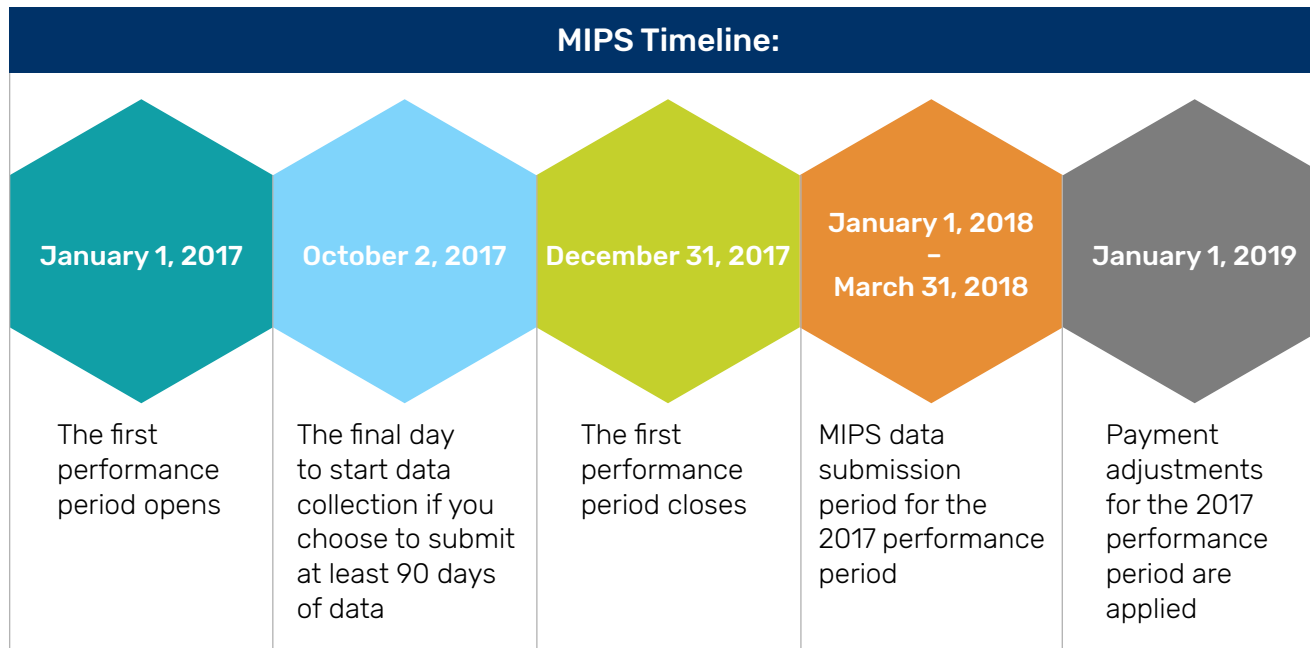 MIPS Timeline:
January 1, 2017
The first
performance
period opens
October 2, 2017
The final day
to start data
collection if you
choose to submit
at least 90 days
of data
December 31, 2017
The first
performance
period closes
January 1, 2018
–
March 31, 2018
MIPS data
submission
period for the
2017 performance
period
January 1, 2019
Payment
adjustments
for the 2017
performance
period are
applied